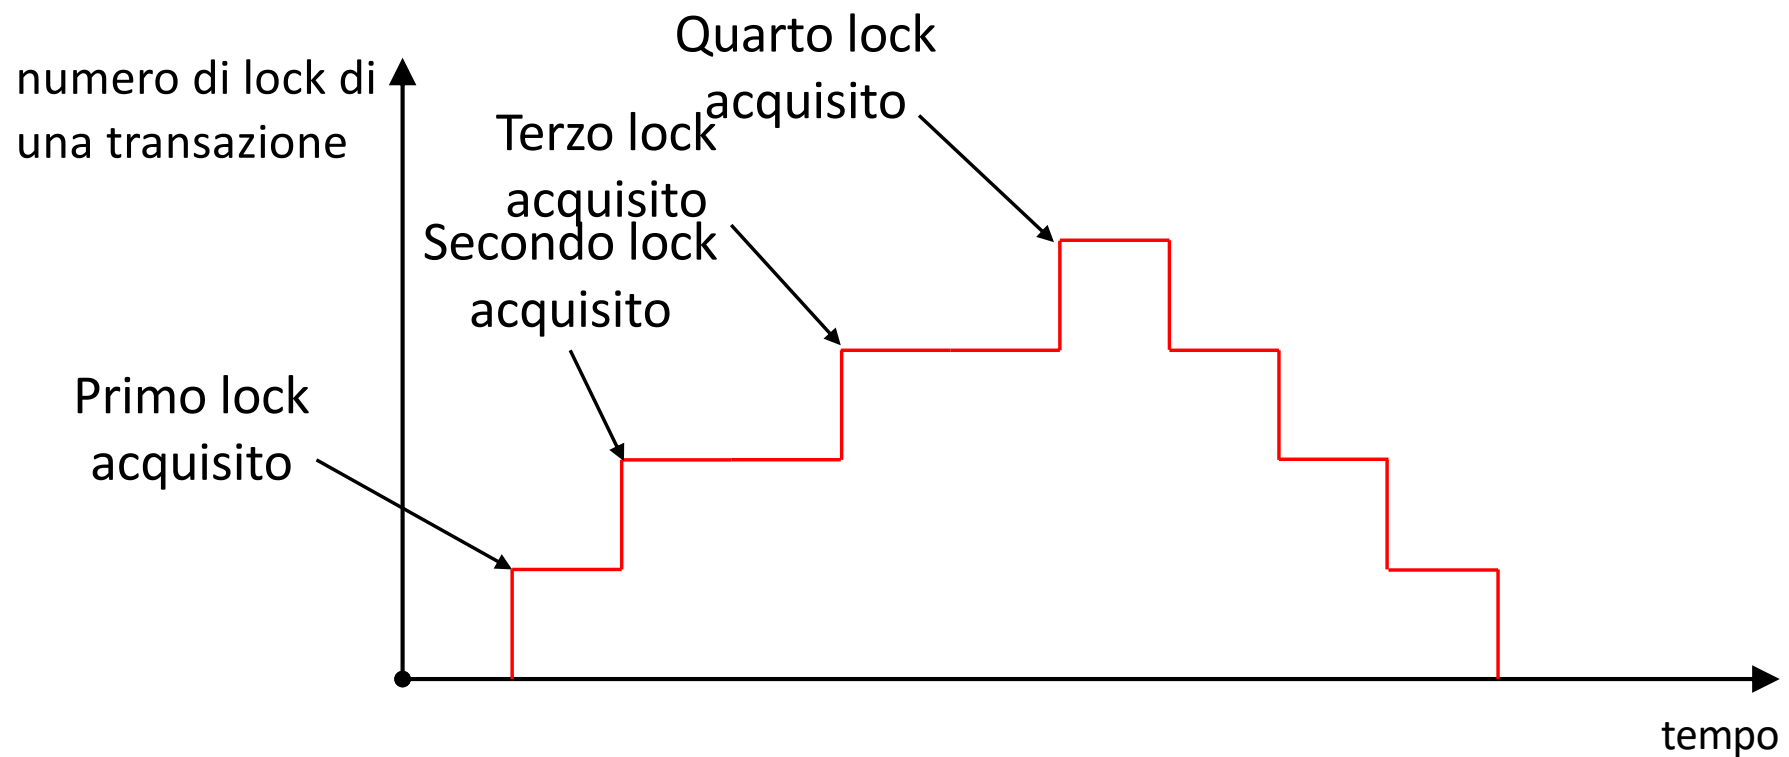 numero di lock di
una transazione
Quarto lock
acquisito
Terzo lock
acquisito
Secondo lock
acquisito
Primo lock
acquisito
tempo